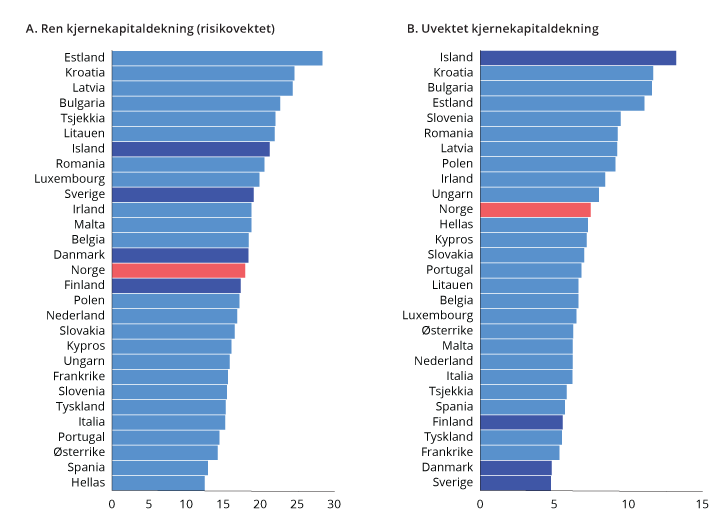 A. Ren kjernekapitaldekning (risikovektet)
Estland
Kroatia
Latvia
Bulgaria
Tsjekkia
Litauen
Island
Romania
Luxembourg
Sverige
Irland
Malta
Belgia
Danmark
Norge
Finland
Polen
Nederland
Slovakia
Kypros
Ungarn
Frankrike
Slovenia
Tyskland
Italia
Portugal
Østerrike
Spania
Hellas
0 5 10 15 20 25 30
B. Uvektet kjernekapitaldekning
Island
Kroatia
Bulgaria
Estland
Slovenia
Romania
Latvia
Polen
Irland
Ungarn
Norge
Hellas
Kypros
Slovakia
Portugal
Litauen
Belgia
Luxembourg
Østerrike
Malta
Nederland
Italia
Tsjekkia
Spania
Finland
Tyskland
Frankrike
Danmark
Sverige
0 5 10 15